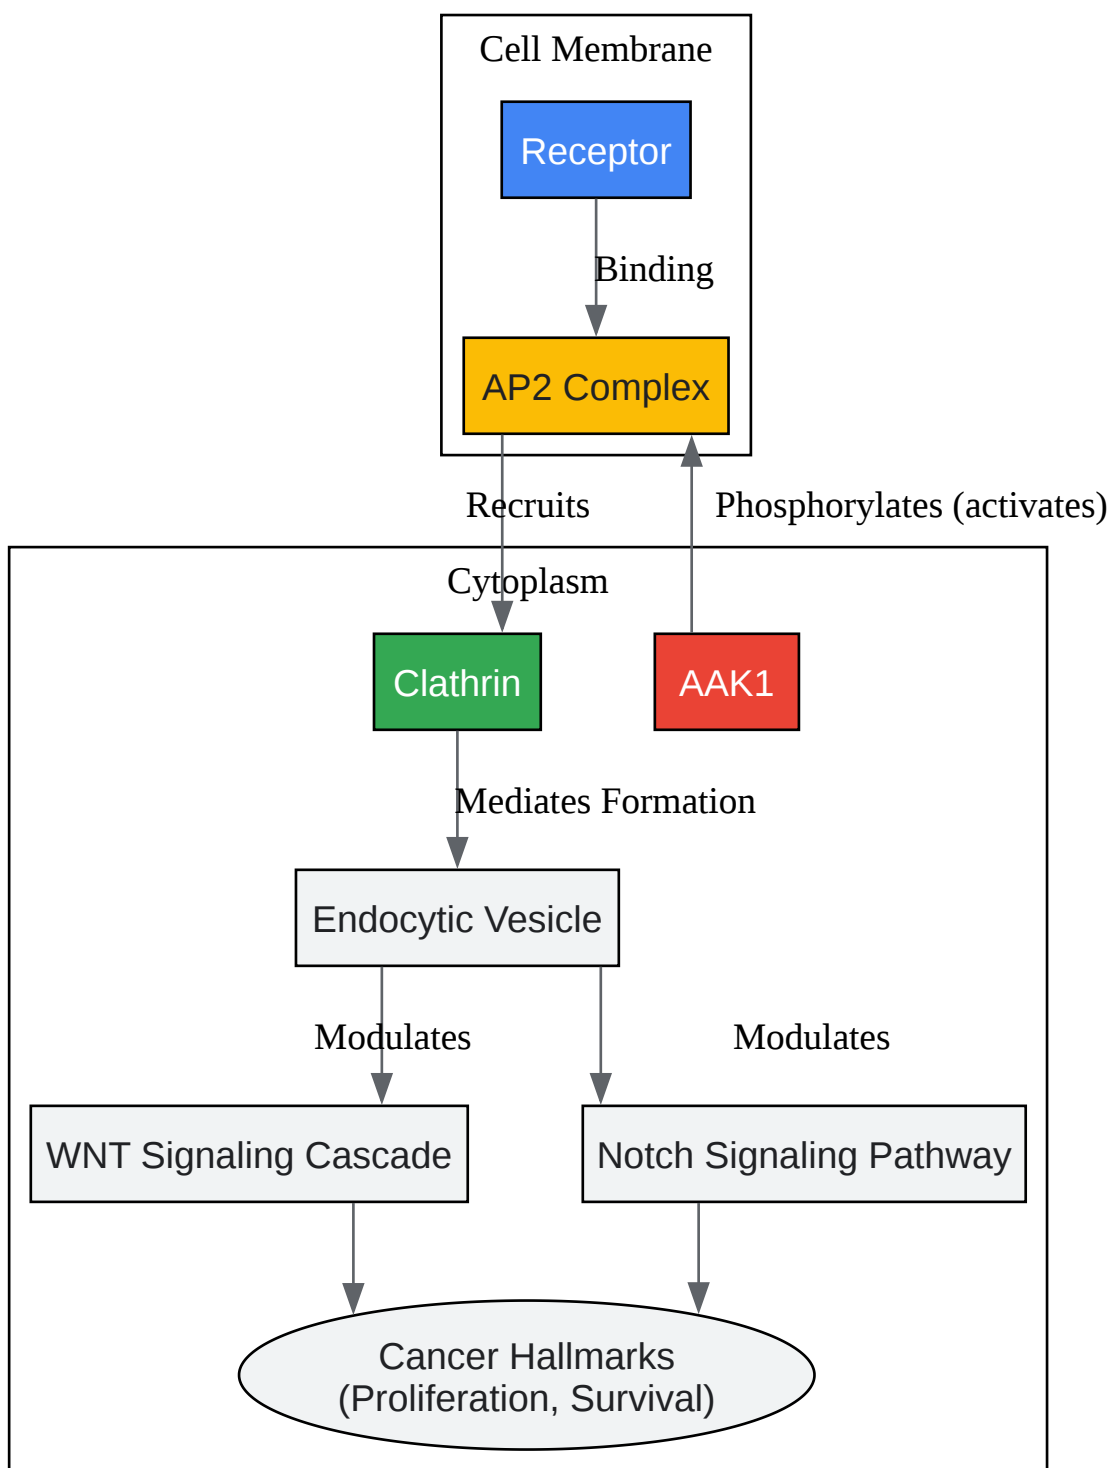 Cell Membrane
Receptor
Binding
AP2 Complex
Recruits
Phosphorylates (activates)
Cytoplasm
Clathrin
AAK1
Mediates Formation
Endocytic Vesicle
Modulates
Modulates
WNT Signaling Cascade
Notch Signaling Pathway
Cancer Hallmarks
(Proliferation, Survival)